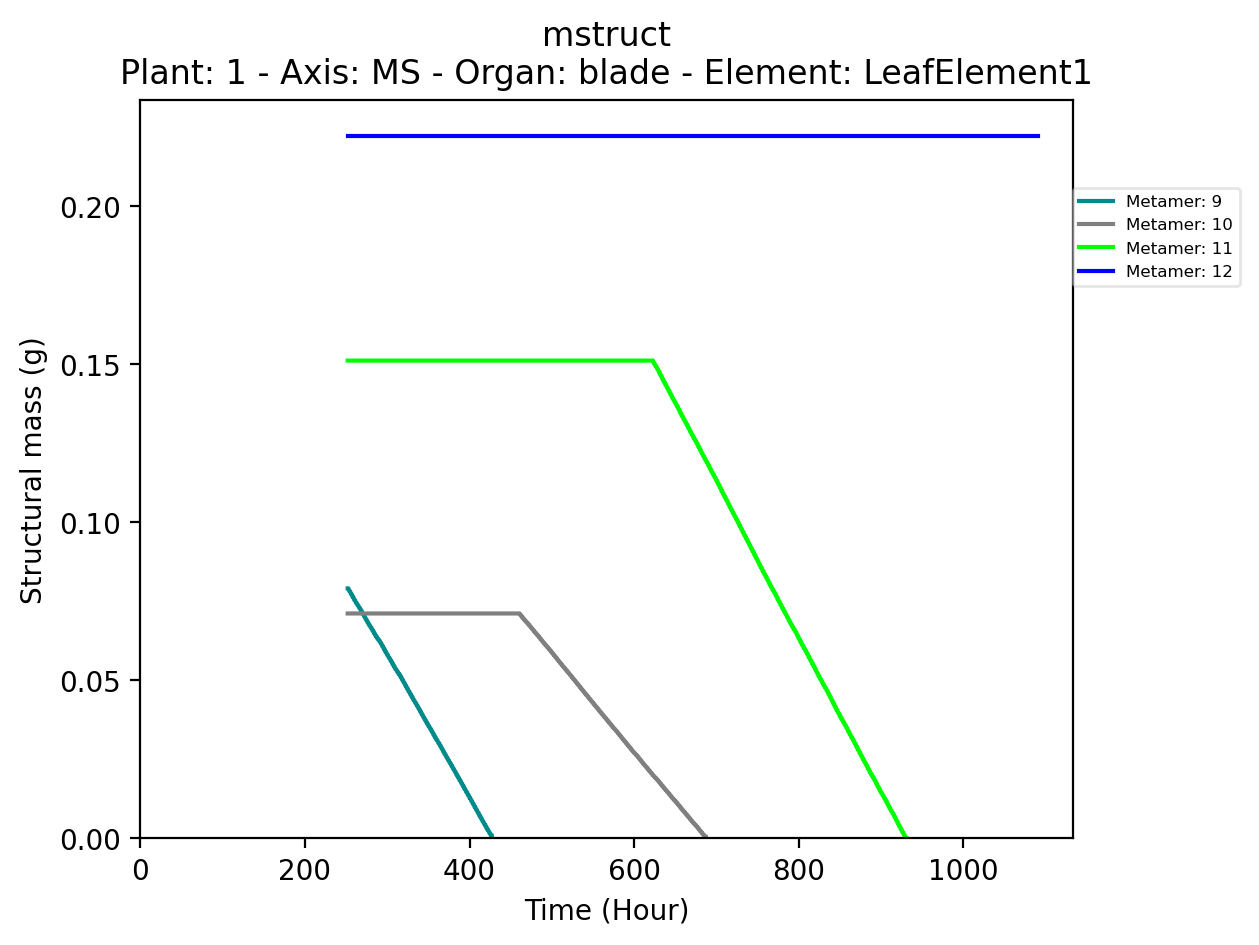 mstruct
Plant: 1 - Axis: MS - Organ: blade - Element: LeafElement1
0.20
0.15
0.10
0.05
0.00
Structural mass (g)
Metamer: 9
Metamer: 10
Metamer: 11
Metamer: 12
0 200 400 600 800 1000
Time (Hour)